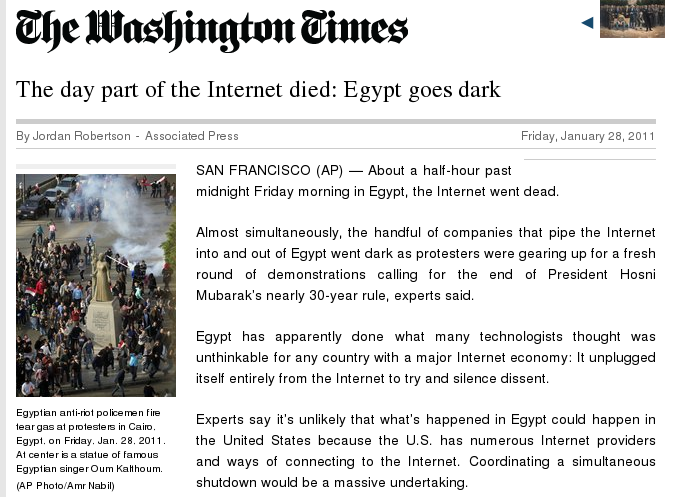 The Washington Times
The day part of the Internet died: Egypt goes dark
By Jordan Robertson - Associated Press
Friday, January 28, 2011
SAN FRANCISCO (AP) — About a half-hour past
midnight Friday morning in Egypt, the Internet went dead.
Almost simultaneously, the handful of companies that pipe the Internet
into and out of Egypt went dark as protesters were gearing up for a fresh
round of demonstrations calling for the end of President Hosni
Mubarak's nearly 30-year rule, experts said.
Egypt has apparently done what many technologists thought was
unthinkable for any country with a major Internet economy: It unplugged
itself entirely from the Internet to try and silence dissent.
Experts say it's unlikely that what's happened in Egypt could happen in
the United States because the U.S. has numerous Internet providers
and ways of connecting to the Internet. Coordinating a simultaneous
shutdown would be a massive undertaking.
Egyptian anti-riot policemen fire
tear gas at protesters in Cairo,
Egypt, on Friday, Jan. 28, 2011.
At center is a statue of famous
Egyptian singer Oum Kalthoum.
(AP Photo/Amr Nabil)